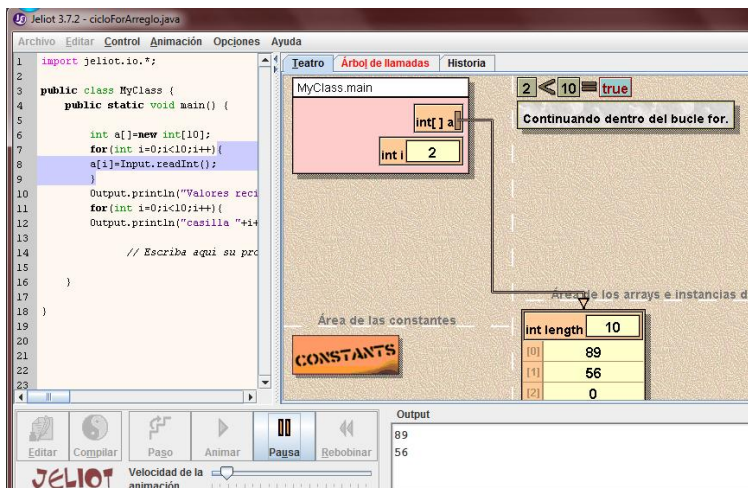 Jeliot 3.7.2 - cicloForArreglo.java
Archivo Editar Control Animación Opciones Ayuda
1 import jeliot.io.*;
2
3 public class MyClass {
4 public static void main() {
5
6 int a[]=new int[10];
7 for(int i=0;i<10;i++){
8 a[i]=Input.readInt();
9 }
10 Output.println("Valores reci
11 for(int i=0;i<10;i++){
12 Output.println("casilla "+i+
13
14 // Escriba aqui su pro
15
16 }
17
18 }
19
20
21
22
23
Teatro Árbol de llamadas Historia
MyClass.main
int[] a
int i 2
2 < 10 = true
Continuando dentro del bucle for.
Área de las constantes
CONSTANTS
Área de los arrays e instancias d
int length 10
[0] 89
[1] 56
[2] 0
Editar Compilar Paso Animar Pausa Rebobinar
JELIOT
Velocidad de la
animación
Output
89
56